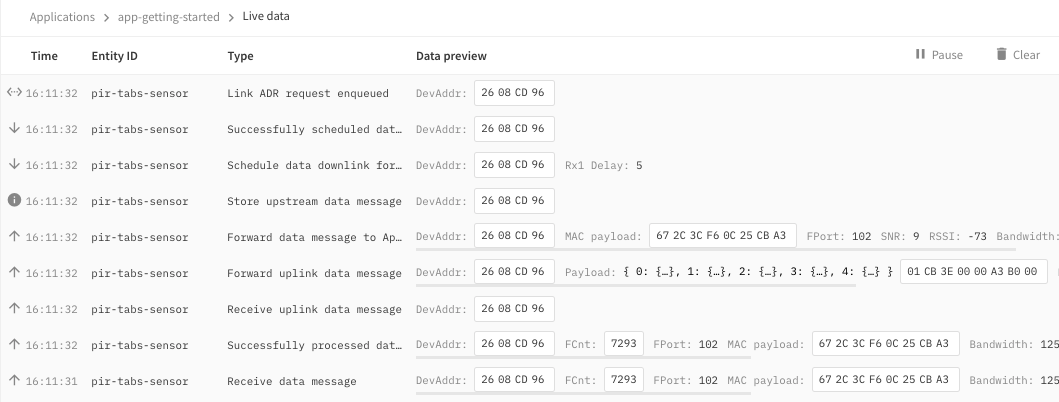 Applications > app-getting-started > Live data
Time Entity ID Type Data preview Pause Clear
16:11:32 pir-tabs-sensor Link ADR request enqueued DevAddr: 26 08 CD 96
16:11:32 pir-tabs-sensor Successfully scheduled dat… DevAddr: 26 08 CD 96
16:11:32 pir-tabs-sensor Schedule data downlink for… DevAddr: 26 08 CD 96 Rx1 Delay: 5
16:11:32 pir-tabs-sensor Store upstream data message DevAddr: 26 08 CD 96
16:11:32 pir-tabs-sensor Forward data message to Ap… DevAddr: 26 08 CD 96 MAC payload: 67 2C 3C F6 0C 25 CB A3 FPort: 102 SNR: 9 RSSI: -73 Bandwidth:
16:11:32 pir-tabs-sensor Forward uplink data message DevAddr: 26 08 CD 96 Payload: { 0: {…}, 1: {…}, 2: {…}, 3: {…}, 4: {…} } 01 CB 3E 00 00 A3 B0 00
16:11:32 pir-tabs-sensor Receive uplink data message DevAddr: 26 08 CD 96
16:11:32 pir-tabs-sensor Successfully processed dat… DevAddr: 26 08 CD 96 FCnt: 7293 FPort: 102 MAC payload: 67 2C 3C F6 0C 25 CB A3 Bandwidth: 125
16:11:31 pir-tabs-sensor Receive data message DevAddr: 26 08 CD 96 FCnt: 7293 FPort: 102 MAC payload: 67 2C 3C F6 0C 25 CB A3 Bandwidth: 125